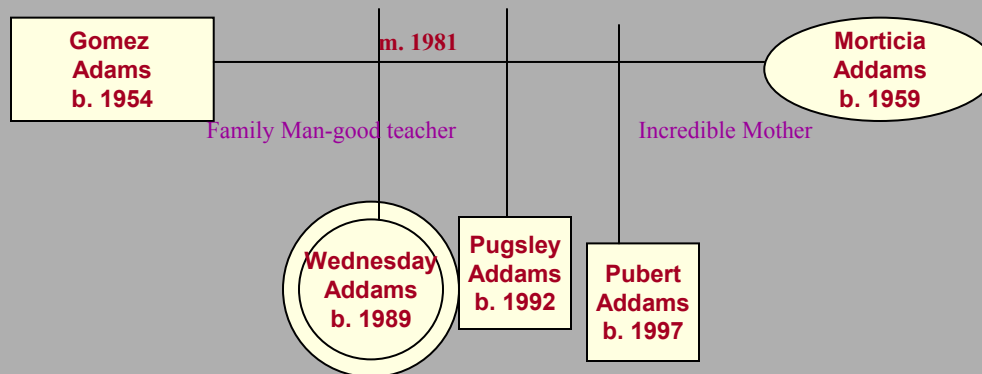 Gomez
Adams
b. 1954
m. 1981
Morticia
Addams
b. 1959
Family Man-good teacher
Incredible Mother
Wednesday
Addams
b. 1989
Pugsley
Addams
b. 1992
Pubert
Addams
b. 1997